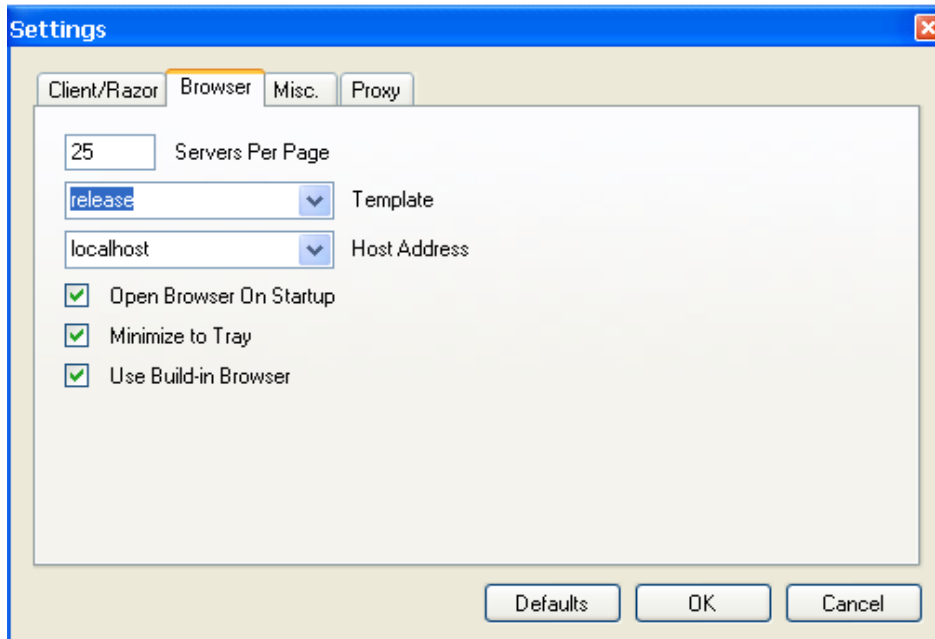 Settings
Client/Razor Browser Misc. Proxy
25 Servers Per Page
release Template
localhost Host Address
Open Browser On Startup
Minimize to Tray
Use Build-in Browser
Defaults OK Cancel